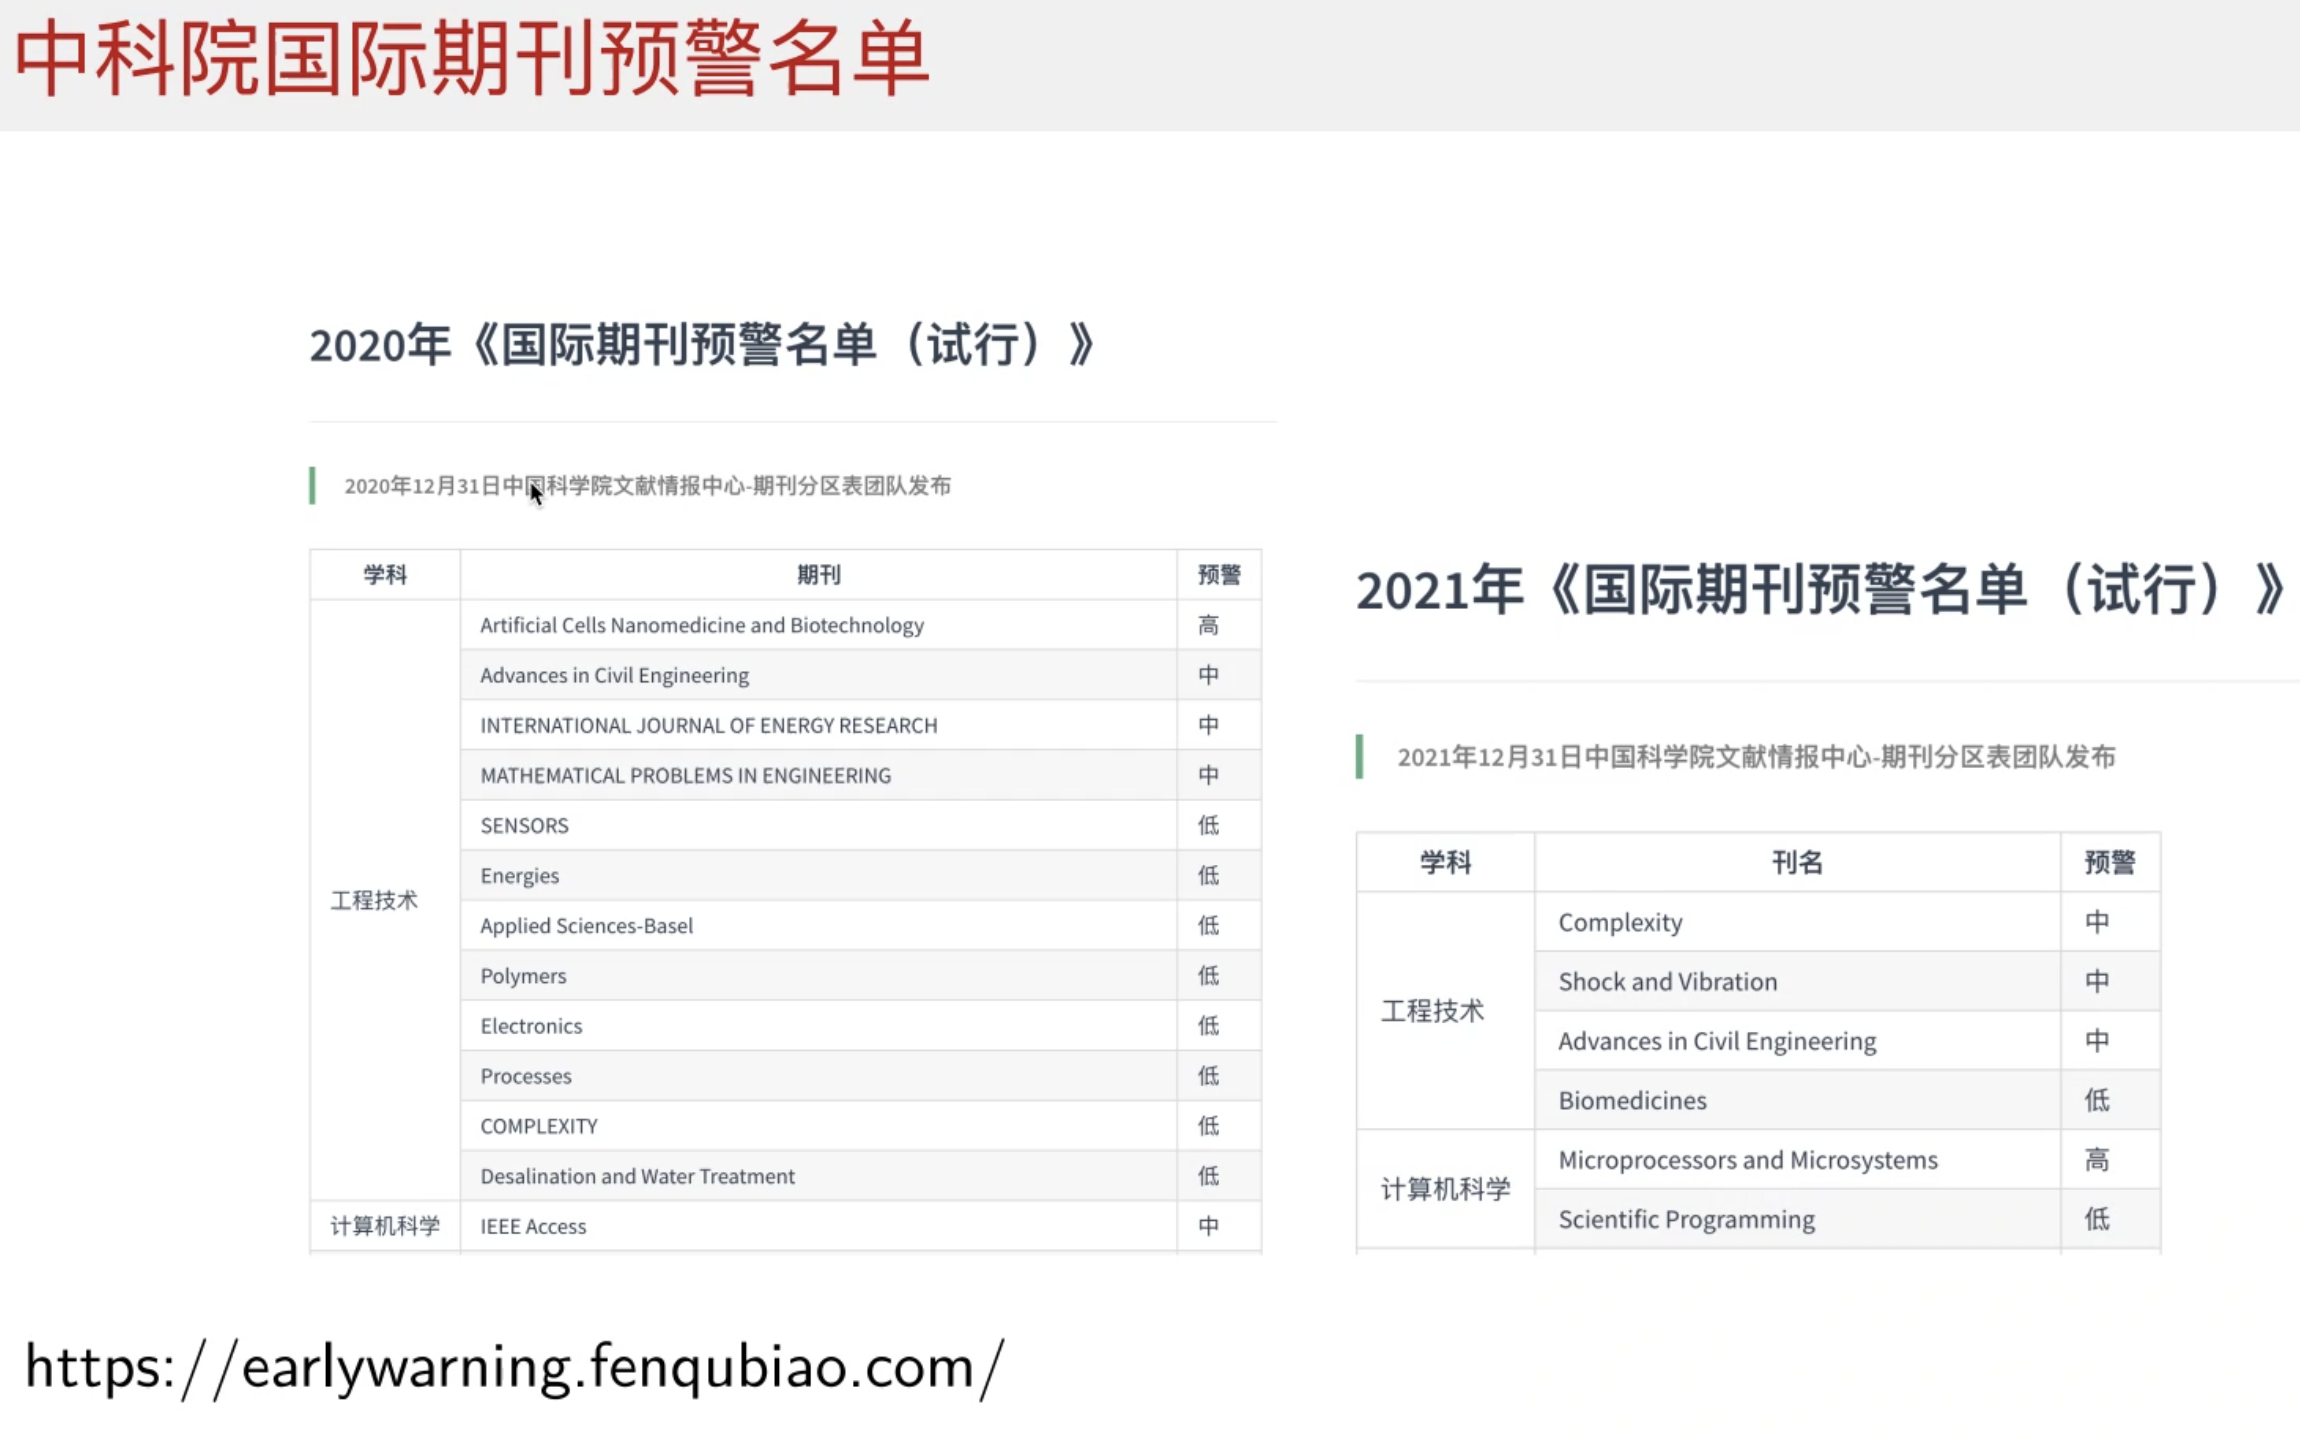 中科院国际期刊预警名单
2020年《国际期刊预警名单（试行）》
2020年12月31日中国科学院文献情报中心-期刊分区表团队发布
学科 期刊 预警
工程技术
Artificial Cells Nanomedicine and Biotechnology 高
Advances in Civil Engineering 中
INTERNATIONAL JOURNAL OF ENERGY RESEARCH 中
MATHEMATICAL PROBLEMS IN ENGINEERING 中
SENSORS 低
Energies 低
Applied Sciences-Basel 低
Polymers 低
Electronics 低
Processes 低
COMPLEXITY 低
Desalination and Water Treatment 低
计算机科学 IEEE Access 中
2021年《国际期刊预警名单（试行）》
2021年12月31日中国科学院文献情报中心-期刊分区表团队发布
学科 刊名 预警
工程技术
Complexity 中
Shock and Vibration 中
Advances in Civil Engineering 中
Biomedicines 低
计算机科学
Microprocessors and Microsystems 高
Scientific Programming 低
https://earlywarning.fenqubiao.com/